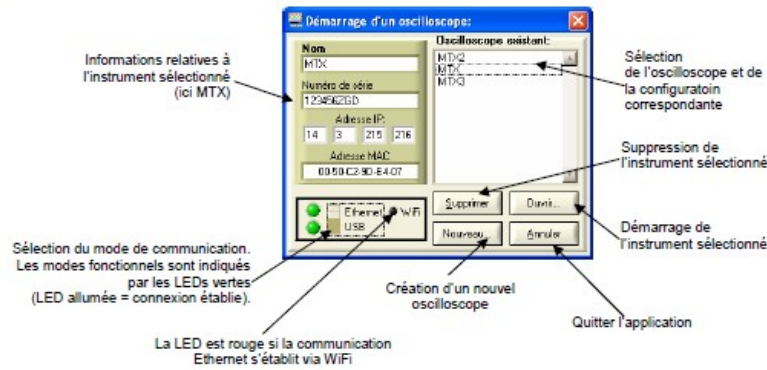 Démarrage d'un oscilloscope:
Nom
MTX
Numéro de série
123456ZGD
Adresse IP:
14 3 215 216
Adresse MAC
00-50-C2-9D-E4-07
Ethernet
WiFi
USB
Oscilloscope existant:
MTX2
MTX
MTX3
Supprimer
Ouvrir...
Nouveau...
Annuler
Informations relatives à
l'instrument sélectionné
(ici MTX)
Sélection
de l'oscilloscope et de
la configuratoin
correspondante
Suppression de
l'instrument sélectionné
Démarrage de
l'instrument sélectionné
Sélection du mode de communication.
Les modes fonctionnels sont indiqués
par les LEDs vertes
(LED allumée = connexion établie).
Création d'un nouvel
oscilloscope
Quitter l'application
La LED est rouge si la communication
Ethernet s'établit via WiFi